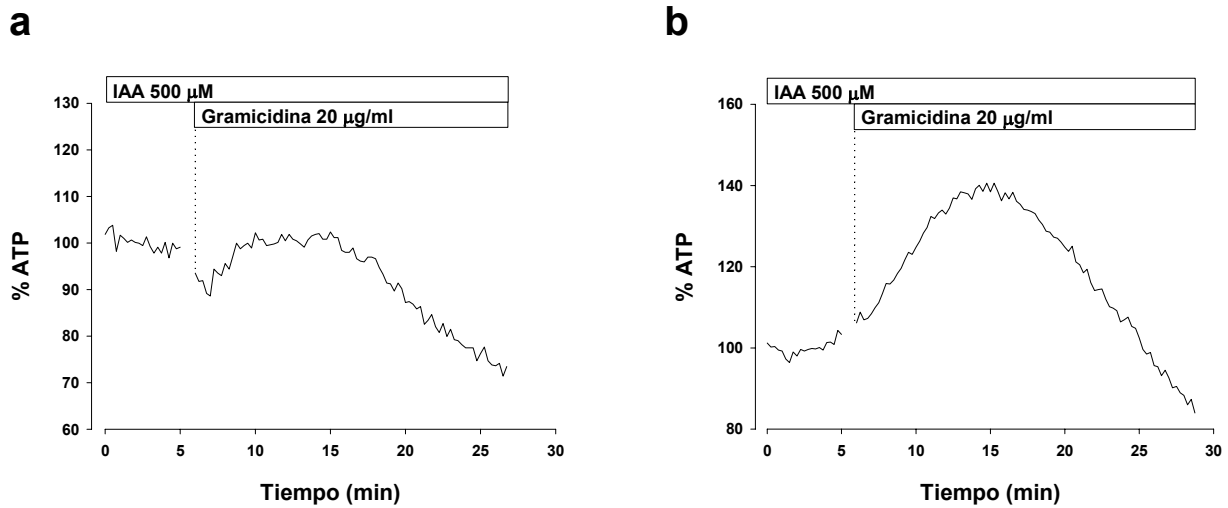 a
IAA 500 μM
Gramicidina 20 μg/ml
130
120
110
100
90
80
70
60
% ATP
0 5 10 15 20 25 30
Tiempo (min)
b
IAA 500 μM
Gramicidina 20 μg/ml
160
140
120
100
80
% ATP
0 5 10 15 20 25 30
Tiempo (min)